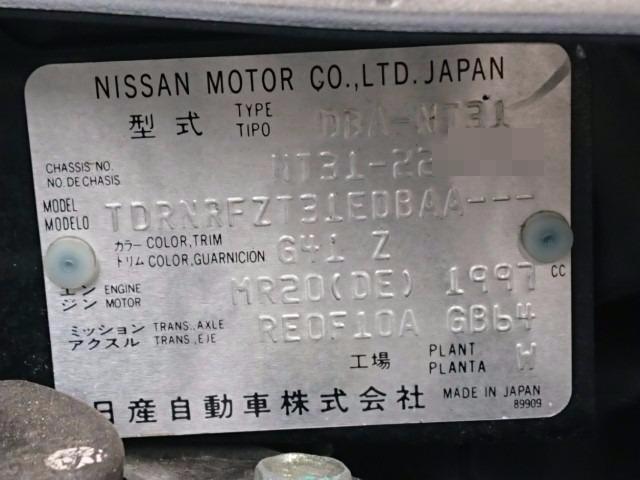 NISSAN MOTOR CO.,LTD. JAPAN
型式 TYPE TIPO DBA-NT31
CHASSIS NO. NO. DE CHASIS NT31-22
MODEL MODELO TDRNRFZT31EDBAA---
カラー COLOR, TRIM トリム COLOR, GUARNICIÓN G41 Z
エンジン ENGINE MOTOR MR20(DE) 1997 CC
ミッション TRANS., AXLE アクスル TRANS., EJE RE0F10A GB64
工場 PLANT PLANTA W
日産自動車株式会社 MADE IN JAPAN
89909